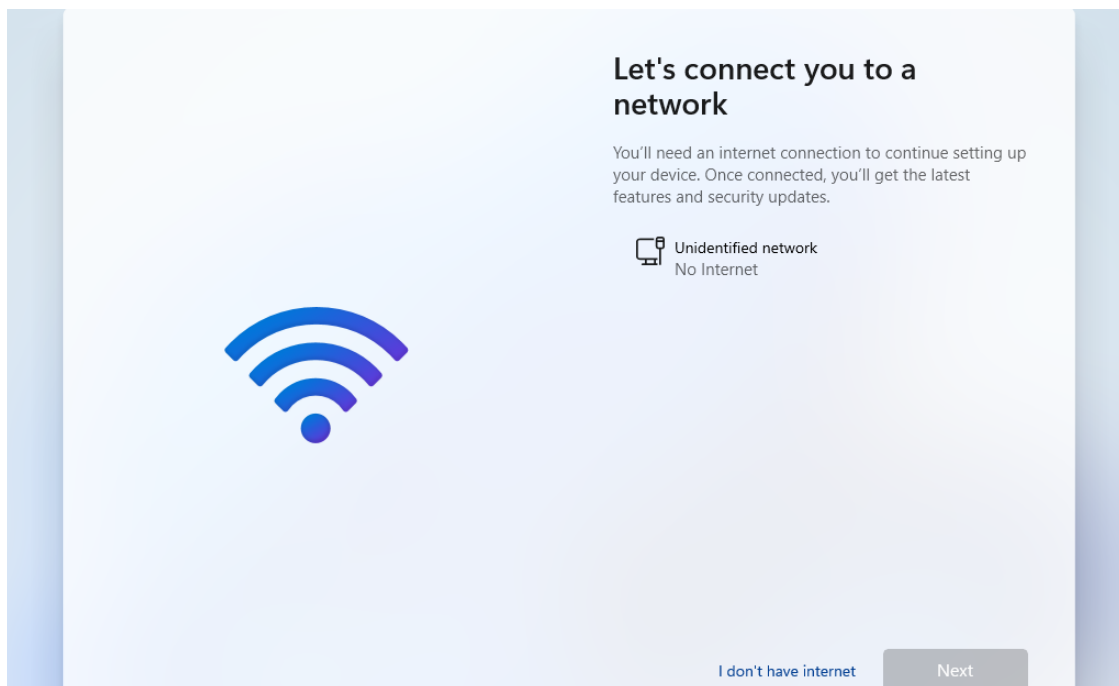 Let's connect you to a
network
You’ll need an internet connection to continue setting up
your device. Once connected, you’ll get the latest
features and security updates.
Unidentified network
No Internet
I don't have internet
Next